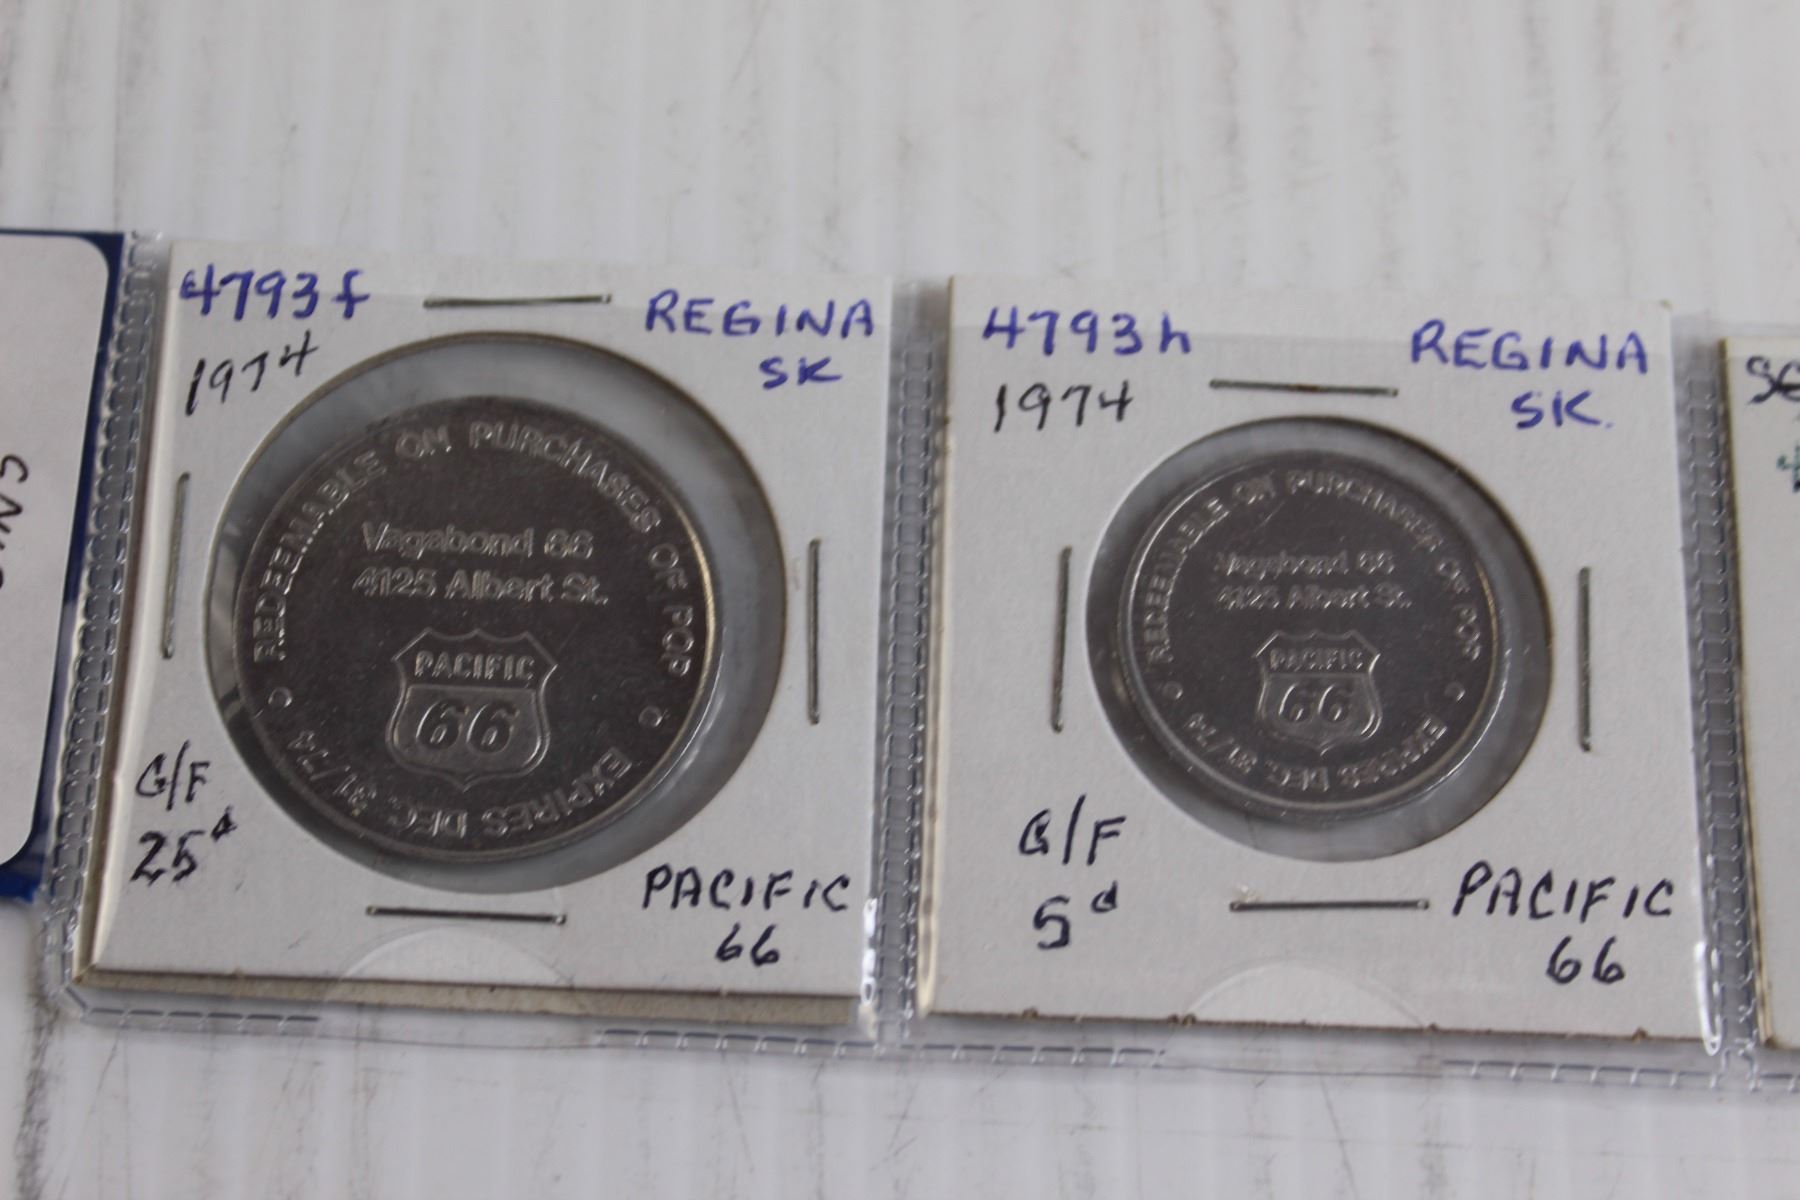 4793f
REGINA
SK
1974
REDEEMABLE ON PURCHASES OF POP
Vagabond 66
4125 Albert St.
PACIFIC
66
EXPIRES DEC. 31/74
G/F
25¢
PACIFIC
66
4793h
REGINA
SK.
1974
REDEEMABLE ON PURCHASES OF POP
Vagabond 66
4125 Albert St.
PACIFIC
66
EXPIRES DEC. 31/74
G/F
5¢
PACIFIC
66